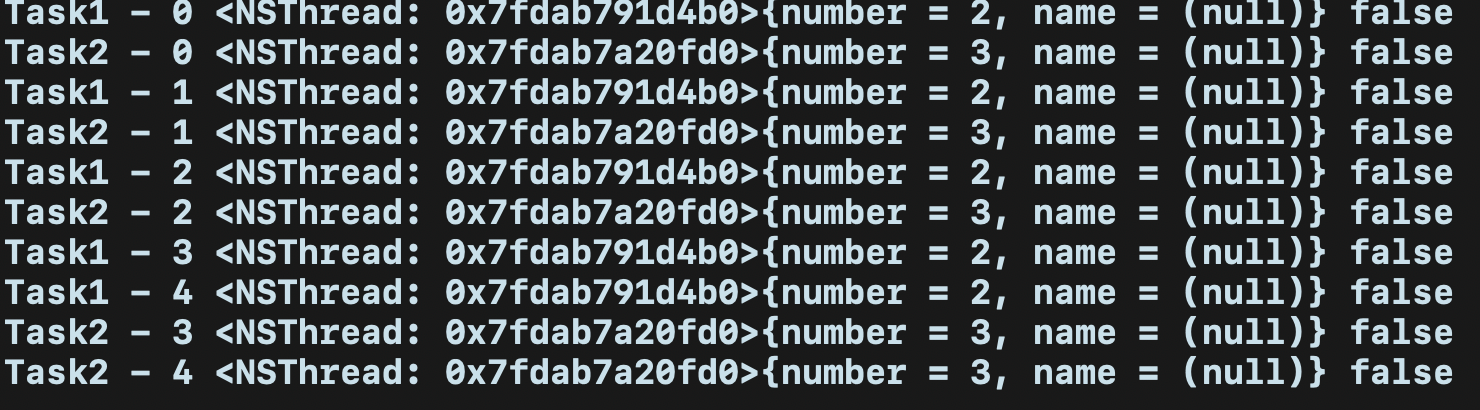 Task1 - 0 <NSThread: 0x7fdab791d4b0>{number = 2, name = (null)} false
Task2 - 0 <NSThread: 0x7fdab7a20fd0>{number = 3, name = (null)} false
Task1 - 1 <NSThread: 0x7fdab791d4b0>{number = 2, name = (null)} false
Task2 - 1 <NSThread: 0x7fdab7a20fd0>{number = 3, name = (null)} false
Task1 - 2 <NSThread: 0x7fdab791d4b0>{number = 2, name = (null)} false
Task2 - 2 <NSThread: 0x7fdab7a20fd0>{number = 3, name = (null)} false
Task1 - 3 <NSThread: 0x7fdab791d4b0>{number = 2, name = (null)} false
Task1 - 4 <NSThread: 0x7fdab791d4b0>{number = 2, name = (null)} false
Task2 - 3 <NSThread: 0x7fdab7a20fd0>{number = 3, name = (null)} false
Task2 - 4 <NSThread: 0x7fdab7a20fd0>{number = 3, name = (null)} false